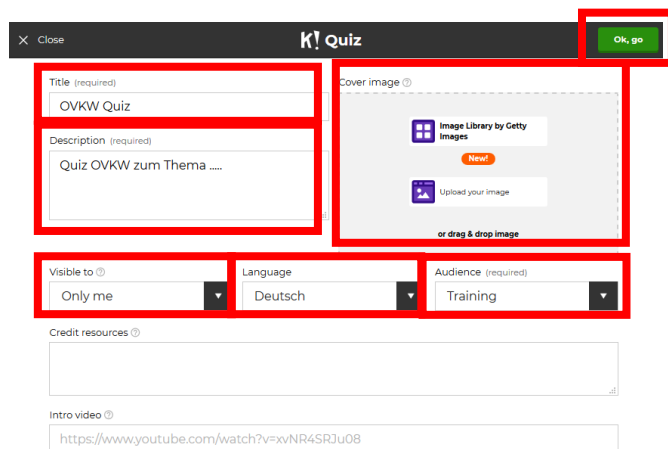 Close
K! Quiz
Ok, go
Title (required)
OVKW Quiz
Description (required)
Quiz OVKW zum Thema .....
Cover image
Image Library by Getty
Images
New!
Upload your image
or drag & drop image
Visible to
Only me
Language
Deutsch
Audience (required)
Training
Credit resources
Intro video
https://www.youtube.com/watch?v=xvNR4SRJu08